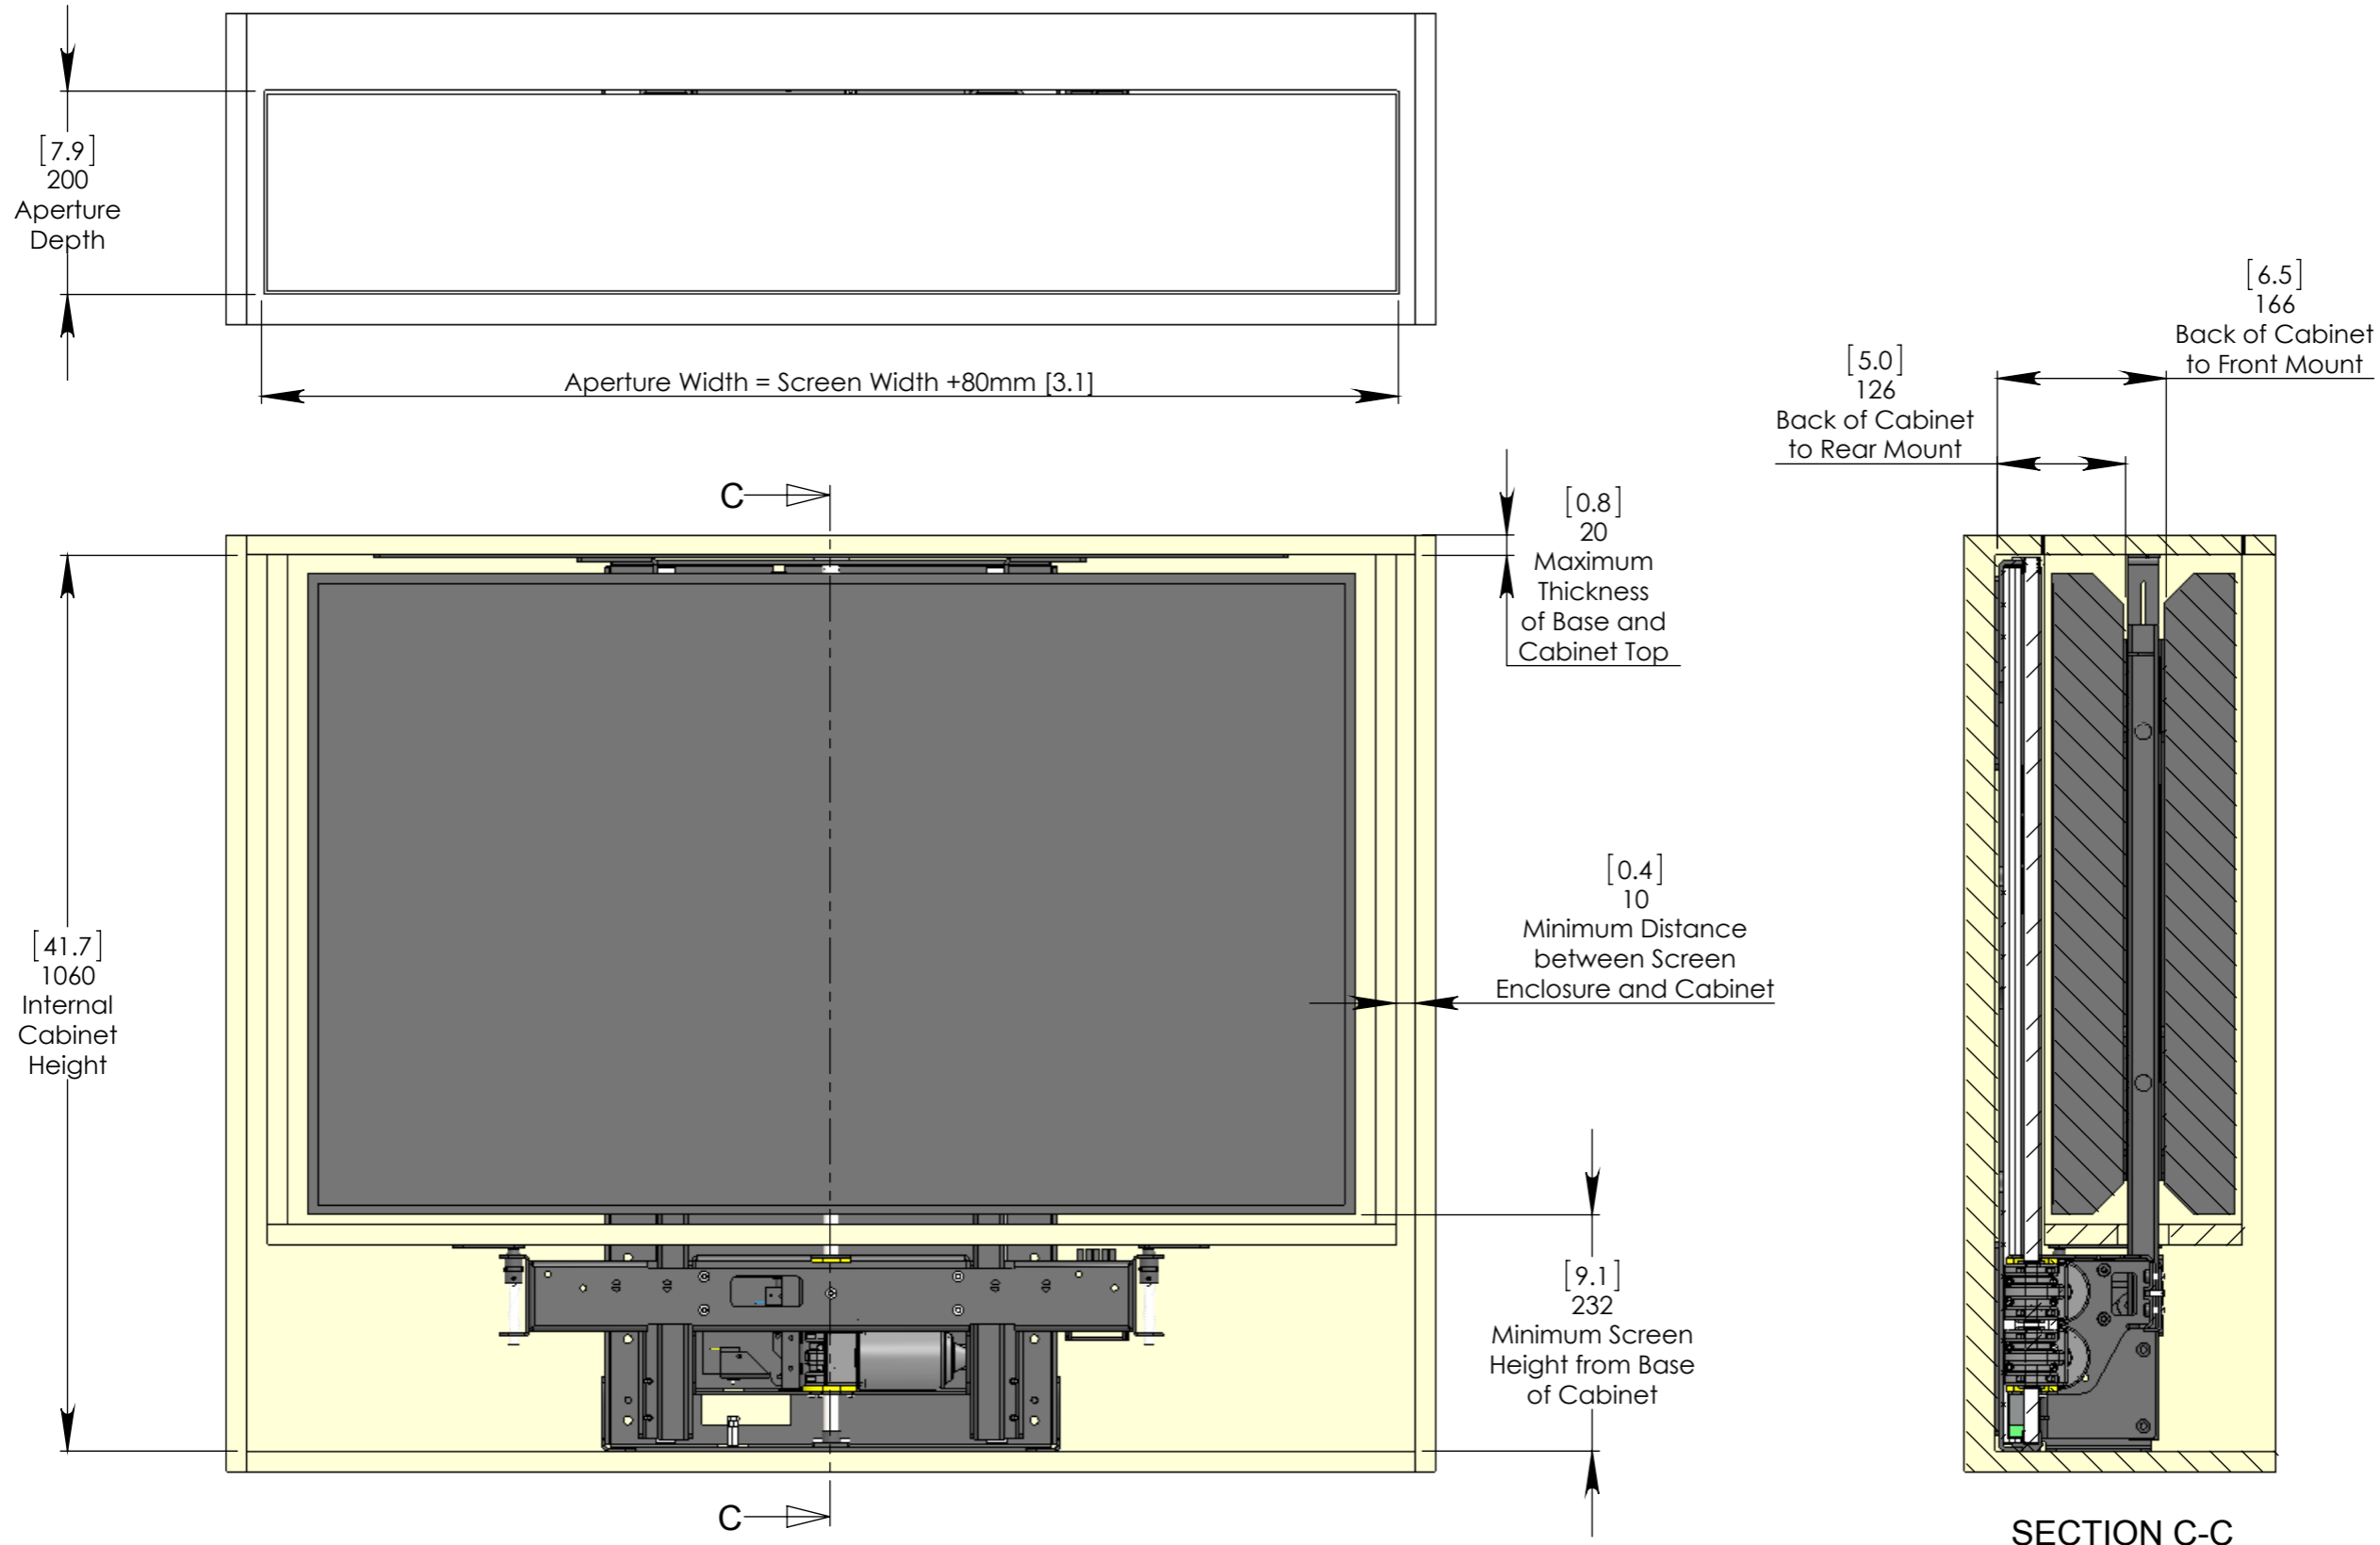 [7.9]
200
Aperture
Depth
Aperture Width = Screen Width +80mm [3.1]
[6.5]
166
Back of Cabinet
to Front Mount
[5.0]
126
Back of Cabinet
to Rear Mount
C
[0.8]
20
Maximum
Thickness
of Base and
Cabinet Top
[41.7]
1060
Internal
Cabinet
Height
[0.4]
10
Minimum Distance
between Screen
Enclosure and Cabinet
[9.1]
232
Minimum Screen
Height from Base
of Cabinet
C
SECTION C-C